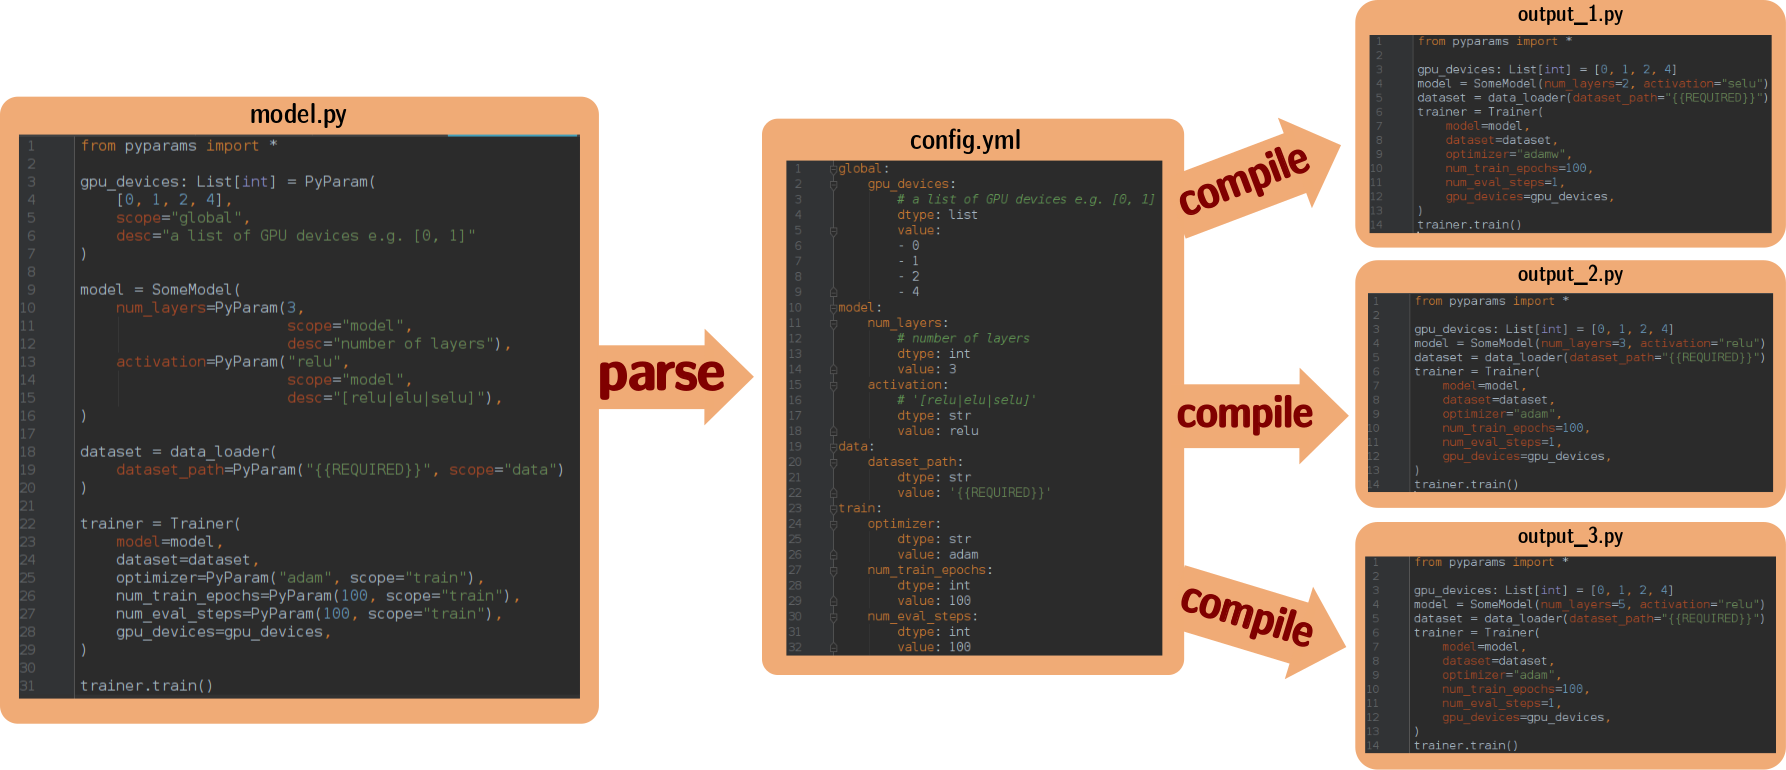 model.py
1 from pyparams import *
2
3 gpu_devices: List[int] = PyParam(
4     [0, 1, 2, 4],
5     scope="global",
6     desc="a list of GPU devices e.g. [0, 1]"
7 )
8
9 model = SomeModel(
10     num_layers=PyParam(3,
11                        scope="model",
12                        desc="number of layers"),
13     activation=PyParam("relu",
14                        scope="model",
15                        desc="[relu|elu|selu]"),
16 )
17
18 dataset = data_loader(
19     dataset_path=PyParam("{{REQUIRED}}", scope="data")
20 )
21
22 trainer = Trainer(
23     model=model,
24     dataset=dataset,
25     optimizer=PyParam("adam", scope="train"),
26     num_train_epochs=PyParam(100, scope="train"),
27     num_eval_steps=PyParam(100, scope="train"),
28     gpu_devices=gpu_devices,
29 )
30
31 trainer.train()
parse
config.yml
1 global:
2     gpu_devices:
3         # a list of GPU devices e.g. [0, 1]
4         dtype: list
5         value:
6         - 0
7         - 1
8         - 2
9         - 4
10 model:
11     num_layers:
12         # number of layers
13         dtype: int
14         value: 3
15     activation:
16         # '[relu|elu|selu]'
17         dtype: str
18         value: relu
19 data:
20     dataset_path:
21         dtype: str
22         value: '{{REQUIRED}}'
23 train:
24     optimizer:
25         dtype: str
26         value: adam
27     num_train_epochs:
28         dtype: int
29         value: 100
30     num_eval_steps:
31         dtype: int
32         value: 100
compile
compile
compile
output_1.py
1 from pyparams import *
2
3 gpu_devices: List[int] = [0, 1, 2, 4]
4 model = SomeModel(num_layers=2, activation="selu")
5 dataset = data_loader(dataset_path="{{REQUIRED}}")
6 trainer = Trainer(
7     model=model,
8     dataset=dataset,
9     optimizer="adamw",
10     num_train_epochs=100,
11     num_eval_steps=1,
12     gpu_devices=gpu_devices,
13 )
14 trainer.train()
output_2.py
1 from pyparams import *
2
3 gpu_devices: List[int] = [0, 1, 2, 4]
4 model = SomeModel(num_layers=3, activation="relu")
5 dataset = data_loader(dataset_path="{{REQUIRED}}")
6 trainer = Trainer(
7     model=model,
8     dataset=dataset,
9     optimizer="adam",
10     num_train_epochs=100,
11     num_eval_steps=1,
12     gpu_devices=gpu_devices,
13 )
14 trainer.train()
output_3.py
1 from pyparams import *
2
3 gpu_devices: List[int] = [0, 1, 2, 4]
4 model = SomeModel(num_layers=5, activation="relu")
5 dataset = data_loader(dataset_path="{{REQUIRED}}")
6 trainer = Trainer(
7     model=model,
8     dataset=dataset,
9     optimizer="adam",
10     num_train_epochs=100,
11     num_eval_steps=1,
12     gpu_devices=gpu_devices,
13 )
14 trainer.train()